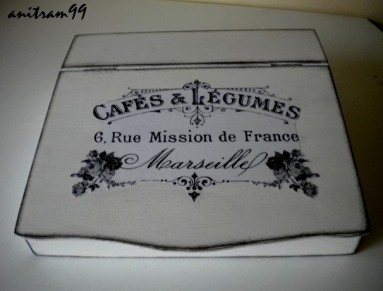 anitram99
CAFÉS & LÉGUMES
6, Rue Mission de France
Marseille